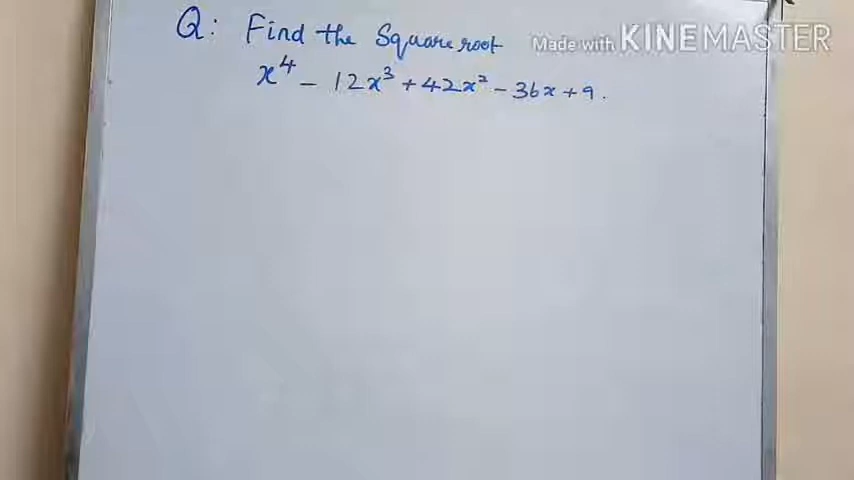 Q: Find the Square root
Made with KINEMASTER
x⁴ - 12x³ + 42x² - 36x + 9.